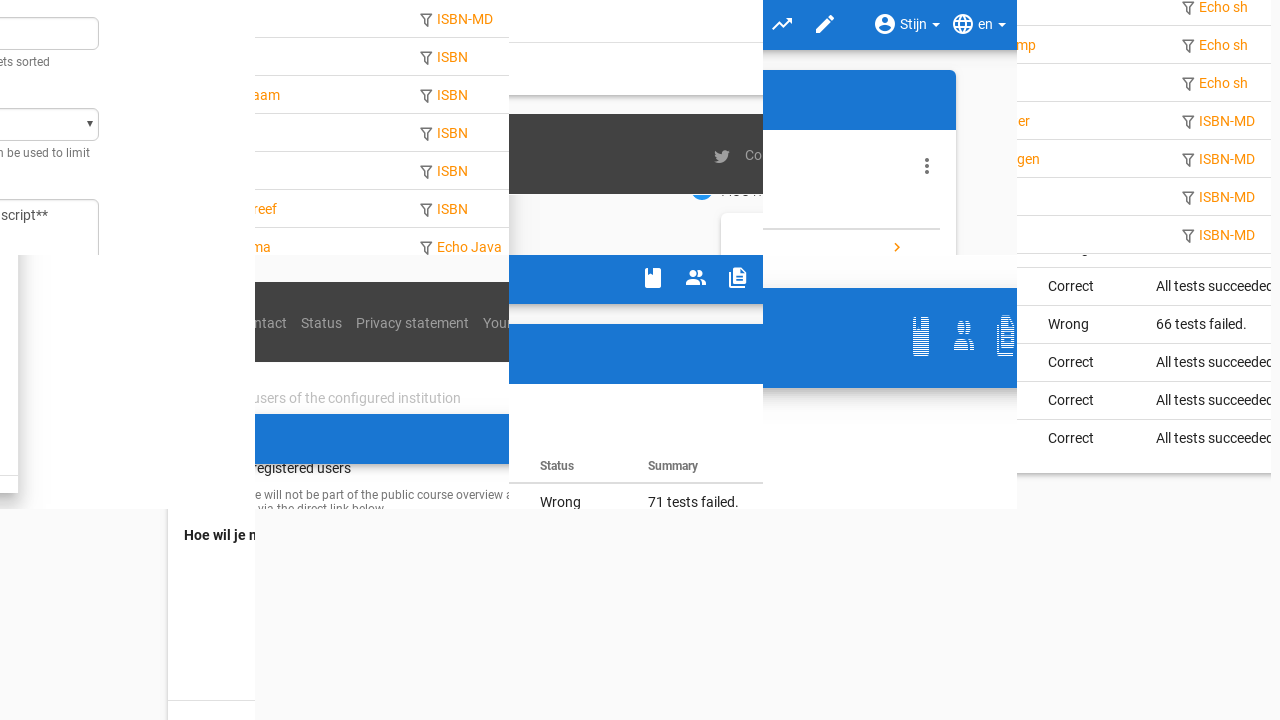 ets sorted
n be used to limit
script**
ISBN-MD
ISBN
aam ISBN
ISBN
ISBN
reef ISBN
ma Echo Java
Co
Stijn en
Echo sh
mp Echo sh
Echo sh
er ISBN-MD
gen ISBN-MD
ISBN-MD
ISBN-MD
ntact Status Privacy statement Your
users of the configured institution
registered users
e will not be part of the public course overview a
via the direct link below
Status Summary
Wrong 71 tests failed.
Correct All tests succeeded
Wrong 66 tests failed.
Correct All tests succeeded
Correct All tests succeeded
Correct All tests succeeded
Hoe wil je n